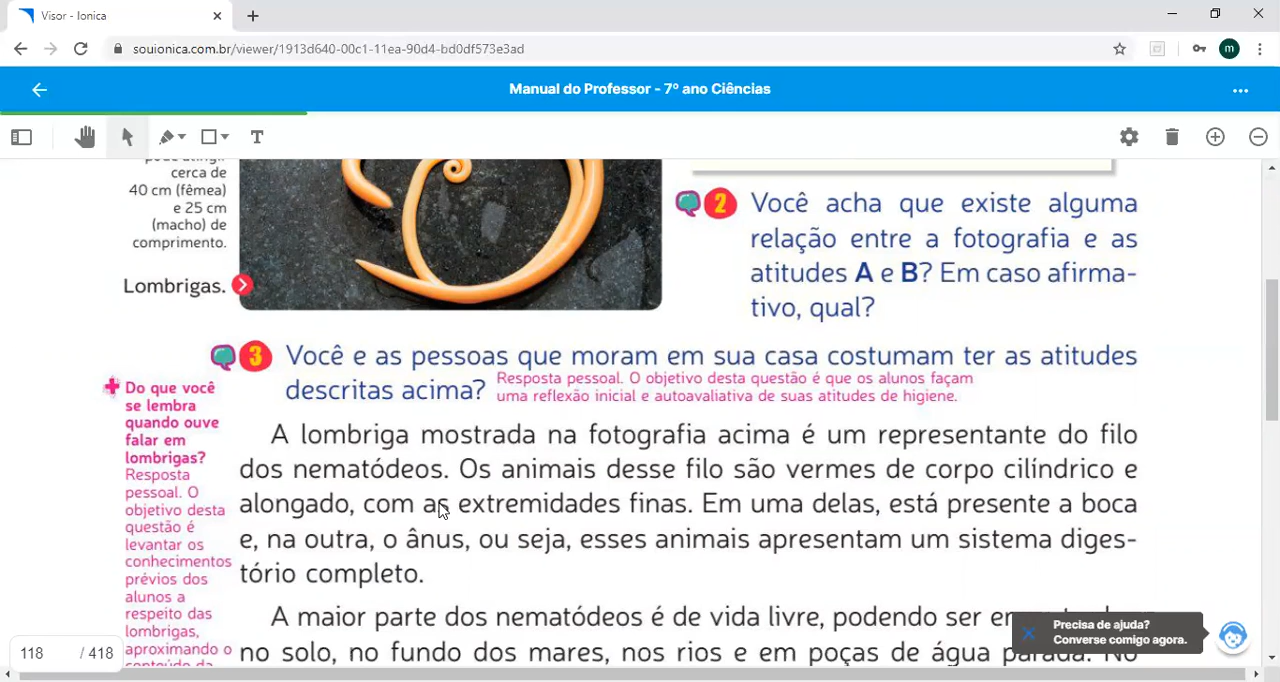 Visor - Ionica
souionica.com.br/viewer/1913d640-00c1-11ea-90d4-bd0df573e3ad
m
Manual do Professor - 7º ano Ciências
T
cerca de
40 cm (fêmea)
e 25 cm
(macho) de
comprimento.
Lombrigas.
2 Você acha que existe alguma
relação entre a fotografia e as
atitudes A e B? Em caso afirma-
tivo, qual?
3 Você e as pessoas que moram em sua casa costumam ter as atitudes
descritas acima? Resposta pessoal. O objetivo desta questão é que os alunos façam
uma reflexão inicial e autoavaliativa de suas atitudes de higiene.
Do que você
se lembra
quando ouve
falar em
lombrigas?
Resposta
pessoal. O
objetivo desta
questão é
levantar os
conhecimentos
prévios dos
alunos a
respeito das
lombrigas,
aproximando o
A lombriga mostrada na fotografia acima é um representante do filo
dos nematódeos. Os animais desse filo são vermes de corpo cilíndrico e
alongado, com as extremidades finas. Em uma delas, está presente a boca
e, na outra, o ânus, ou seja, esses animais apresentam um sistema diges-
tório completo.
A maior parte dos nematódeos é de vida livre, podendo ser
no solo, no fundo dos mares, nos rios e em poças de água parada. No
Precisa de ajuda?
Converse comigo agora.
118 / 418